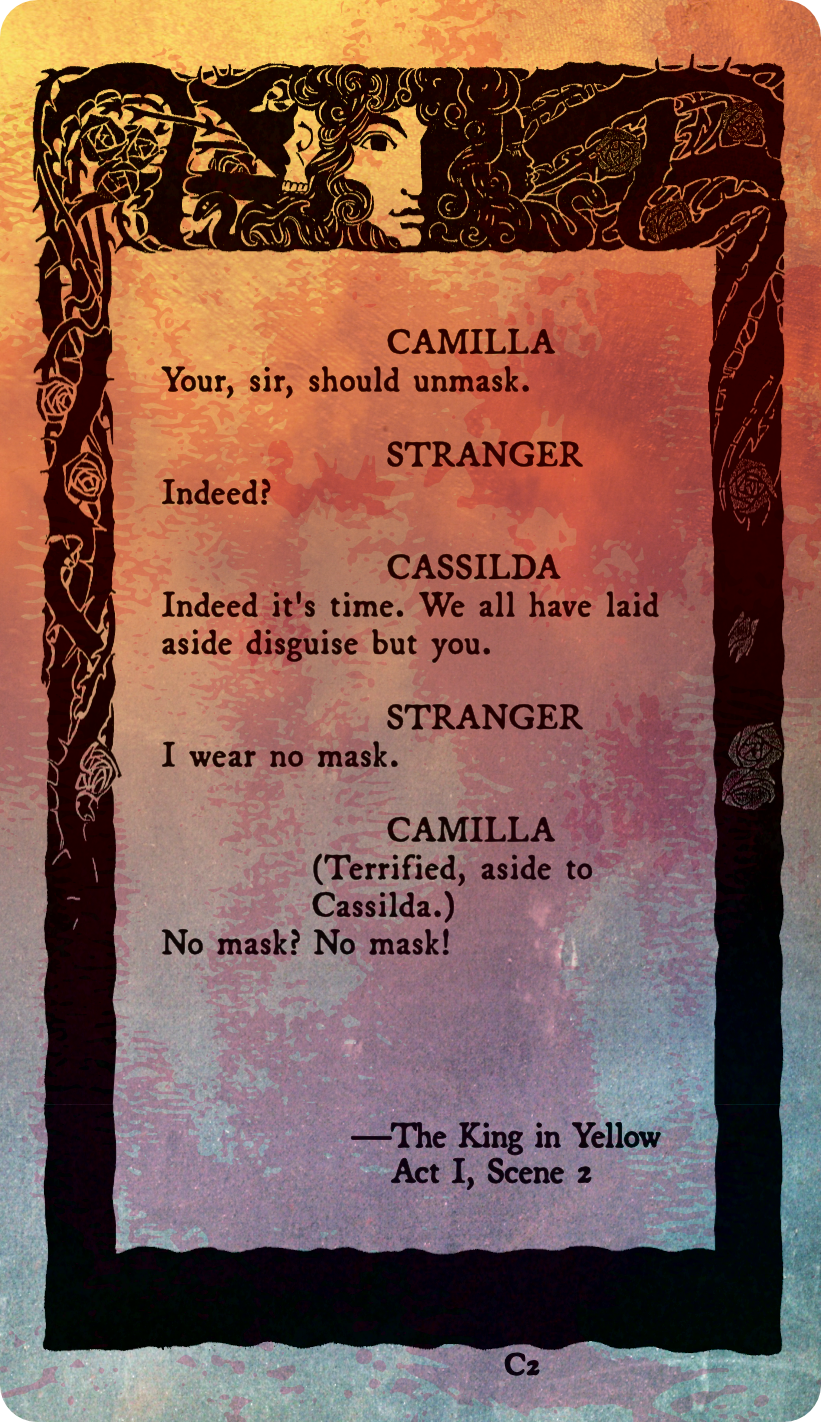 CAMILLA
Your, sir, should unmask.
STRANGER
Indeed?
CASSILDA
Indeed it's time. We all have laid
aside disguise but you.
STRANGER
I wear no mask.
CAMILLA
(Terrified, aside to
Cassilda.)
No mask? No mask!
—The King in Yellow
Act I, Scene 2
C2